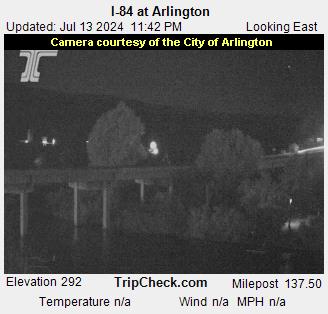 I-84 at Arlington
Updated: Jul 13 2024 11:42 PM Looking East
Camera courtesy of the City of Arlington
Elevation 292 TripCheck.com Milepost 137.50
Temperature n/a Wind n/a MPH n/a